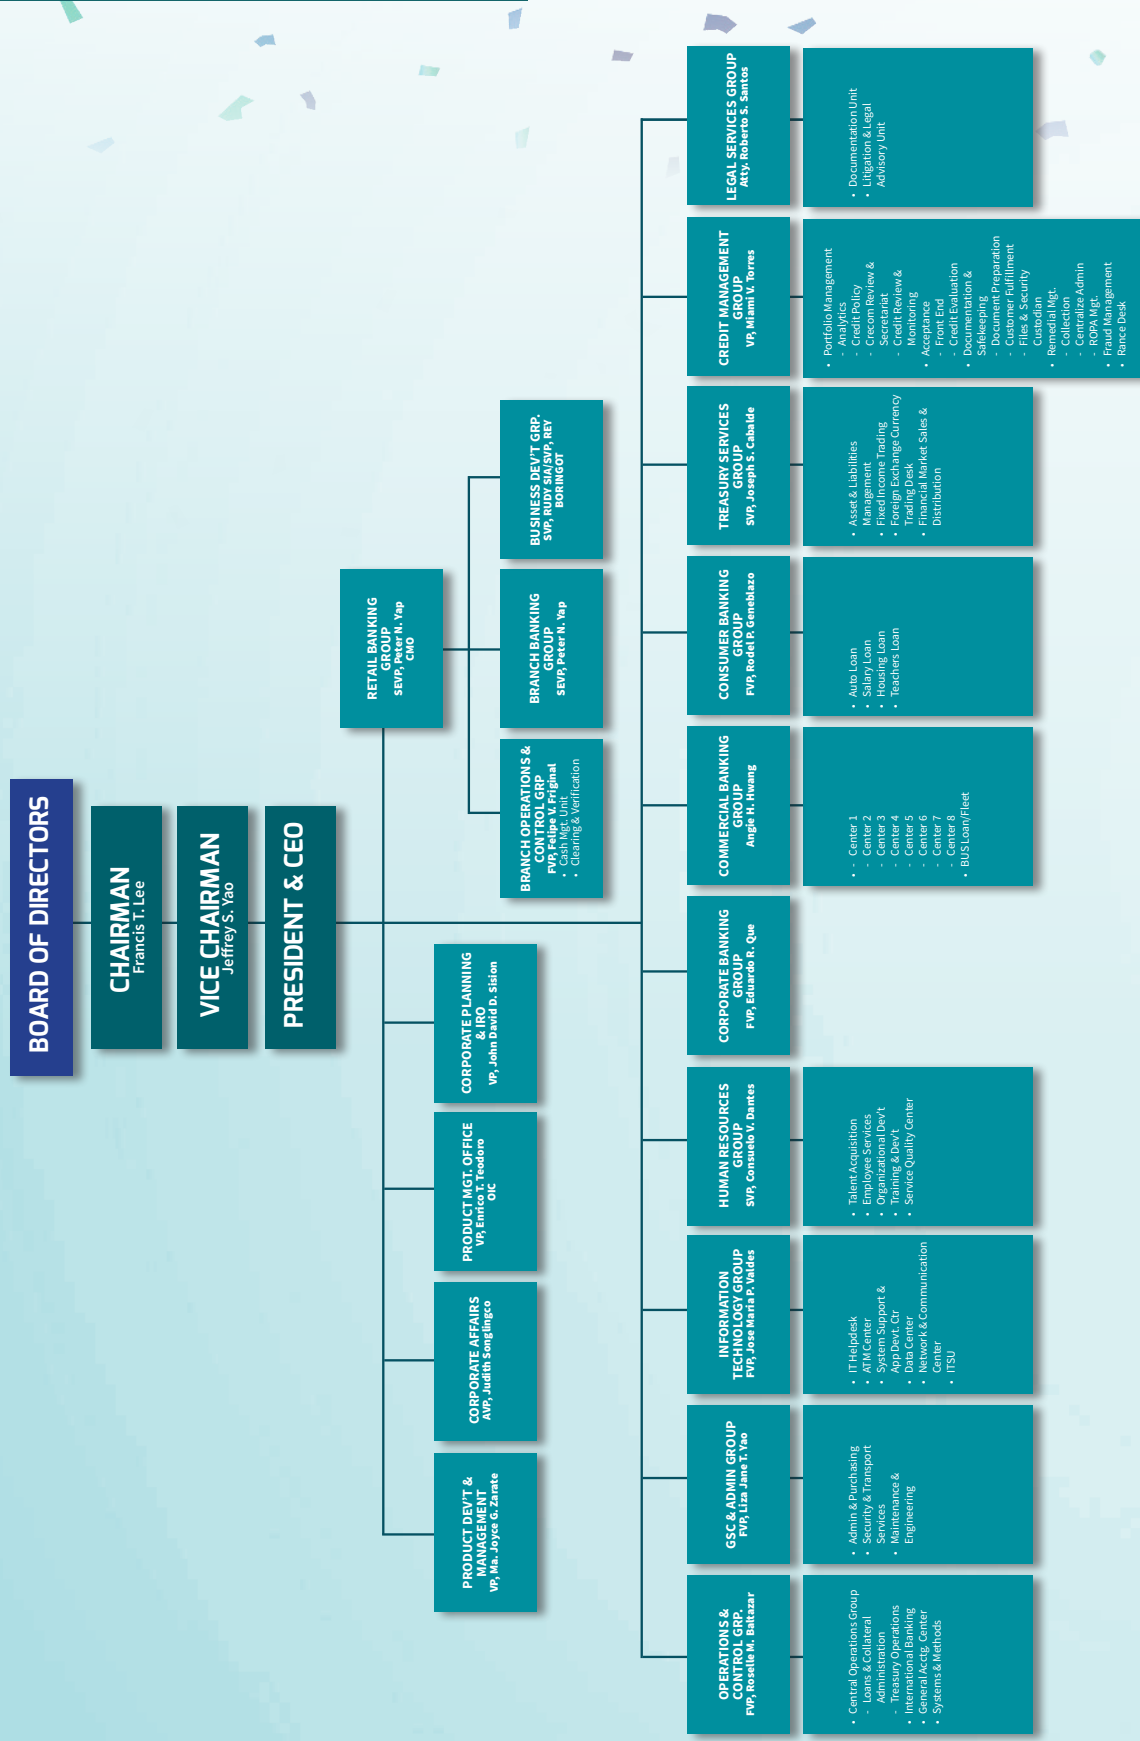 BOARD OF DIRECTORS
CHAIRMAN
Francis T. Lee
VICE CHAIRMAN
Jeffrey S. Yao
PRESIDENT & CEO
RETAIL BANKING
GROUP
SEVP, Peter N. Yap
CMO
PRODUCT DEV'T &
MANAGEMENT
VP, Ma. Joyce G. Zarate
CORPORATE AFFAIRS
AVP, Judith Songlingco
PRODUCT MGT. OFFICE
VP, Enrico T. Teodoro
OIC
CORPORATE PLANNING
& IRO
VP, John David D. Sision
BRANCH OPERATIONS &
CONTROL GRP
FVP, Felipe V. Friginal
• Cash Mgt. Unit
• Clearing & Verification
BRANCH BANKING
GROUP
SEVP, Peter N. Yap
BUSINESS DEV'T GRP.
SVP, RUDY SIA/SVP, REY
BORINGOT
OPERATIONS &
CONTROL GRP.
FVP, Roselle M. Baltazar
• Central Operations Group
- Loans & Collateral
Administration
- Treasury Operations
• International Banking
• General Acctg. Center
• Systems & Methods
GSC & ADMIN GROUP
FVP, Liza Jane T. Yao
• Admin & Purchasing
• Security & Transport
Services
• Maintenance &
Engineering
INFORMATION
TECHNOLOGY GROUP
FVP, Jose Maria P. Valdes
• IT Helpdesk
• ATM Center
• System Support &
App Devt. Ctr
• Data Center
• Network & Communication
Center
• ITSU
HUMAN RESOURCES
GROUP
SVP, Consuelo V. Dantes
• Talent Acquisition
• Employee Services
• Organizational Dev't
• Training & Dev't
• Service Quality Center
CORPORATE BANKING
GROUP
FVP, Eduardo R. Que
COMMERCIAL BANKING
GROUP
Angie H. Hwang
• - Center 1
- Center 2
- Center 3
- Center 4
- Center 5
- Center 6
- Center 7
- Center 8
• BUS Loan/Fleet
CONSUMER BANKING
GROUP
FVP, Rodel P. Geneblazo
• Auto Loan
• Salary Loan
• Housing Loan
• Teachers Loan
TREASURY SERVICES
GROUP
SVP, Joseph S. Cabalde
• Asset & Liabilities
Management
• Fixed Income Trading
• Foreign Exchange Currency
Trading Desk
• Financial Market Sales &
Distribution
CREDIT MANAGEMENT
GROUP
VP, Miami V. Torres
• Portfolio Management
- Analytics
- Credit Policy
- Crecom Review &
Secretariat
- Credit Review &
Monitoring
• Acceptance
- Front End
- Credit Evaluation
• Documentation &
Safekeeping
- Document Preparation
- Customer Fulfillment
- Files & Security
Custodian
• Remedial Mgt.
- Collection
- Centralize Admin
- ROPA Mgt.
• Fraud Management
• Rance Desk
LEGAL SERVICES GROUP
Atty. Roberto S. Santos
• Documentation Unit
• Litigation & Legal
Advisory Unit